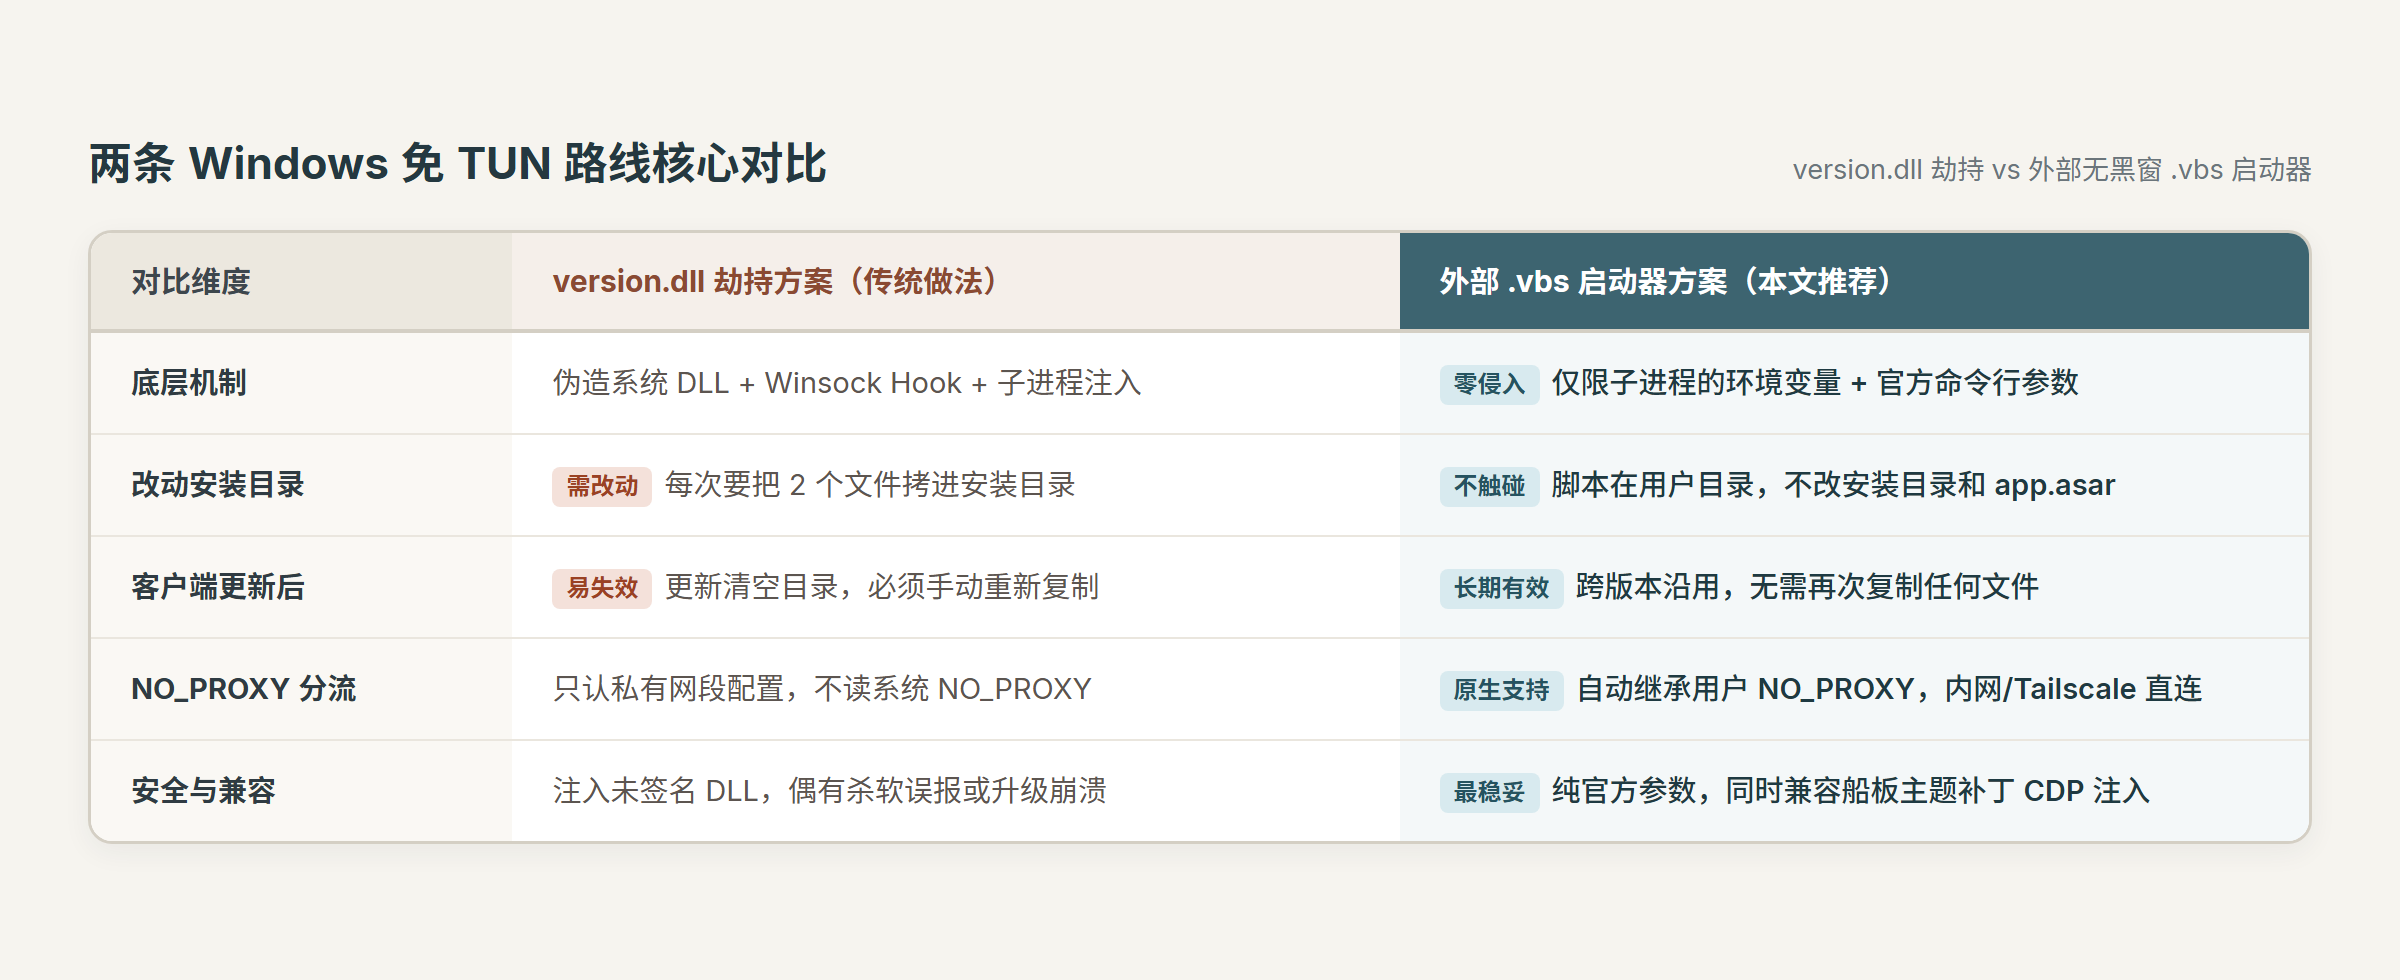 两条 Windows 免 TUN 路线核心对比
version.dll 劫持 vs 外部无黑窗 .vbs 启动器
对比维度
version.dll 劫持方案（传统做法）
外部 .vbs 启动器方案（本文推荐）
底层机制
伪造系统 DLL + Winsock Hook + 子进程注入
零侵入 仅限子进程的环境变量 + 官方命令行参数
改动安装目录
需改动 每次要把 2 个文件拷进安装目录
不触碰 脚本在用户目录，不改安装目录和 app.asar
客户端更新后
易失效 更新清空目录，必须手动重新复制
长期有效 跨版本沿用，无需再次复制任何文件
NO_PROXY 分流
只认私有网段配置，不读系统 NO_PROXY
原生支持 自动继承用户 NO_PROXY，内网/Tailscale 直连
安全与兼容
注入未签名 DLL，偶有杀软误报或升级崩溃
最稳妥 纯官方参数，同时兼容船板主题补丁 CDP 注入